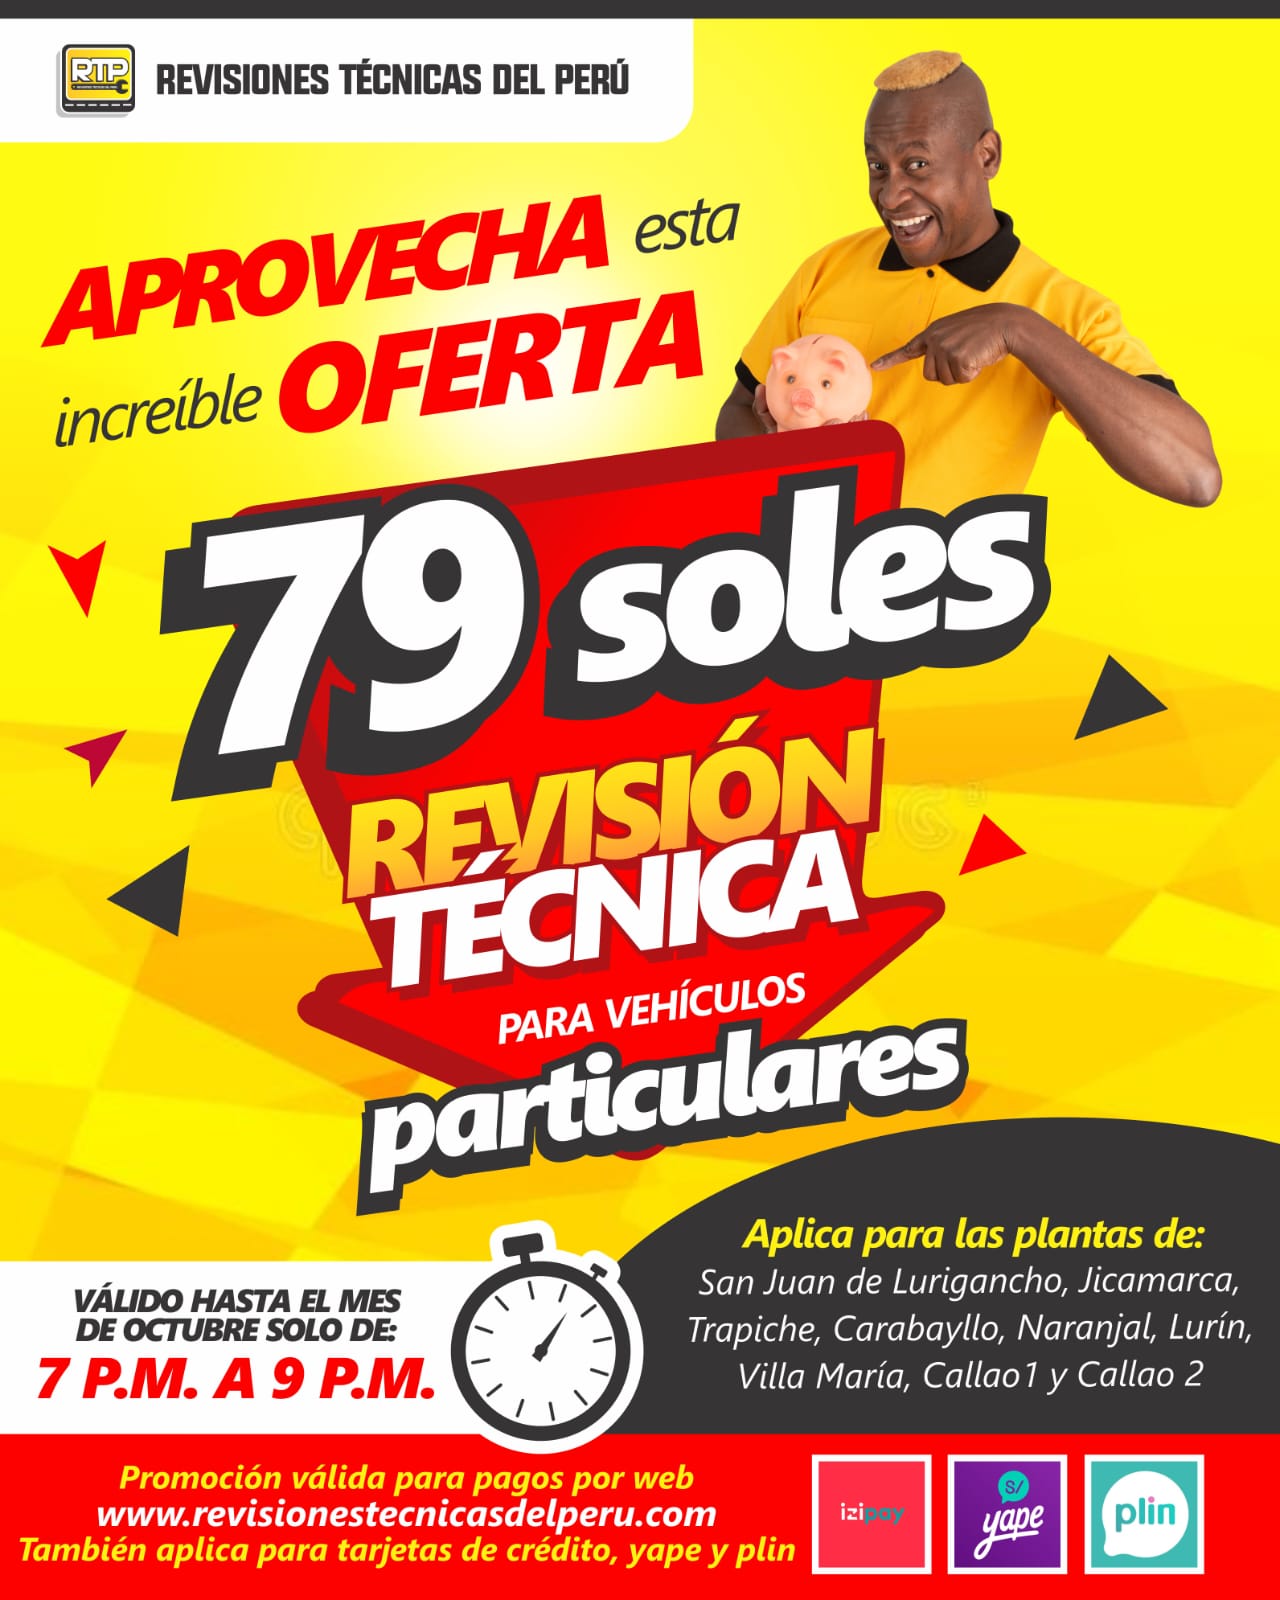 RTP
REVISIONES TÉCNICAS DEL PERÚ
APROVECHA esta
increíble OFERTA
79 soles
REVISIÓN
TÉCNICA
PARA VEHÍCULOS
particulares
Aplica para las plantas de:
San Juan de Lurigancho, Jicamarca,
Trapiche, Carabayllo, Naranjal, Lurín,
Villa María, Callao1 y Callao 2
VÁLIDO HASTA EL MES
DE OCTUBRE SOLO DE:
7 P.M. A 9 P.M.
Promoción válida para pagos por web
www.revisionestecnicasdelperu.com
También aplica para tarjetas de crédito, yape y plin
izipay
S/
yape
plin